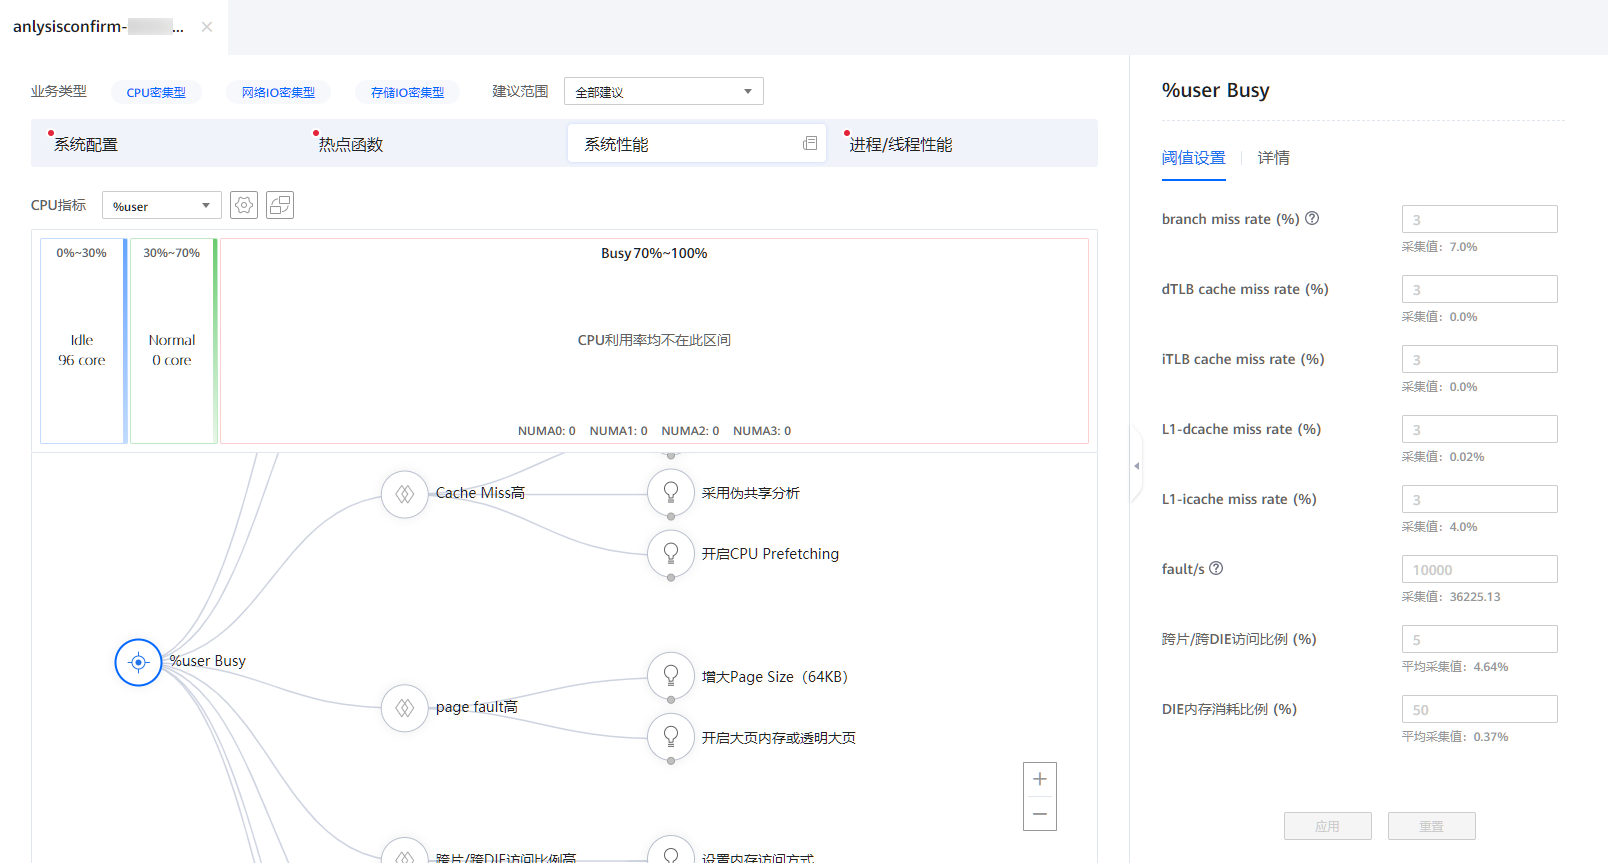 anlysisconfirm-
...
业务类型 CPU密集型 网络IO密集型 存储IO密集型 建议范围 全部建议
系统配置 热点函数 系统性能 进程/线程性能
CPU指标 %user
0%~30% 30%~70% Busy 70%~100%
Idle
96 core
Normal
0 core
CPU利用率均不在此区间
NUMA0: 0 NUMA1: 0 NUMA2: 0 NUMA3: 0
Cache Miss高
采用伪共享分析
开启CPU Prefetching
%user Busy
page fault高
增大Page Size（64KB）
开启大页内存或透明大页
跨片/跨DIE访问比例高
设置内存访问方式
%user Busy
阈值设置 详情
branch miss rate (%) 3
采集值：7.0%
dTLB cache miss rate (%) 3
采集值：0.0%
iTLB cache miss rate (%) 3
采集值：0.0%
L1-dcache miss rate (%) 3
采集值：0.02%
L1-icache miss rate (%) 3
采集值：4.0%
fault/s 10000
采集值：36225.13
跨片/跨DIE访问比例 (%) 5
平均采集值：4.64%
DIE内存消耗比例 (%) 50
平均采集值：0.37%
应用 重置